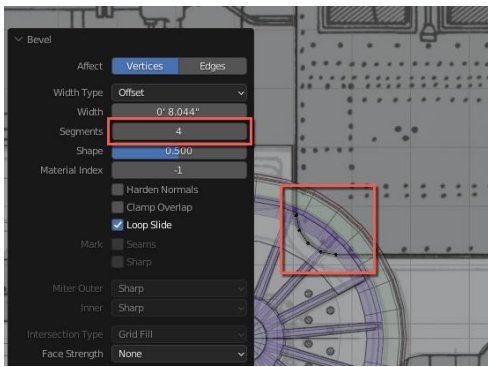 Bevel
Affect Vertices Edges
Width Type Offset
Width 0' 8.044"
Segments 4
Shape 0.500
Material Index -1
Harden Normals
Clamp Overlap
Loop Slide
Mark Seams
Sharp
Miter Outer Sharp
Inner Sharp
Intersection Type Grid Fill
Face Strength None